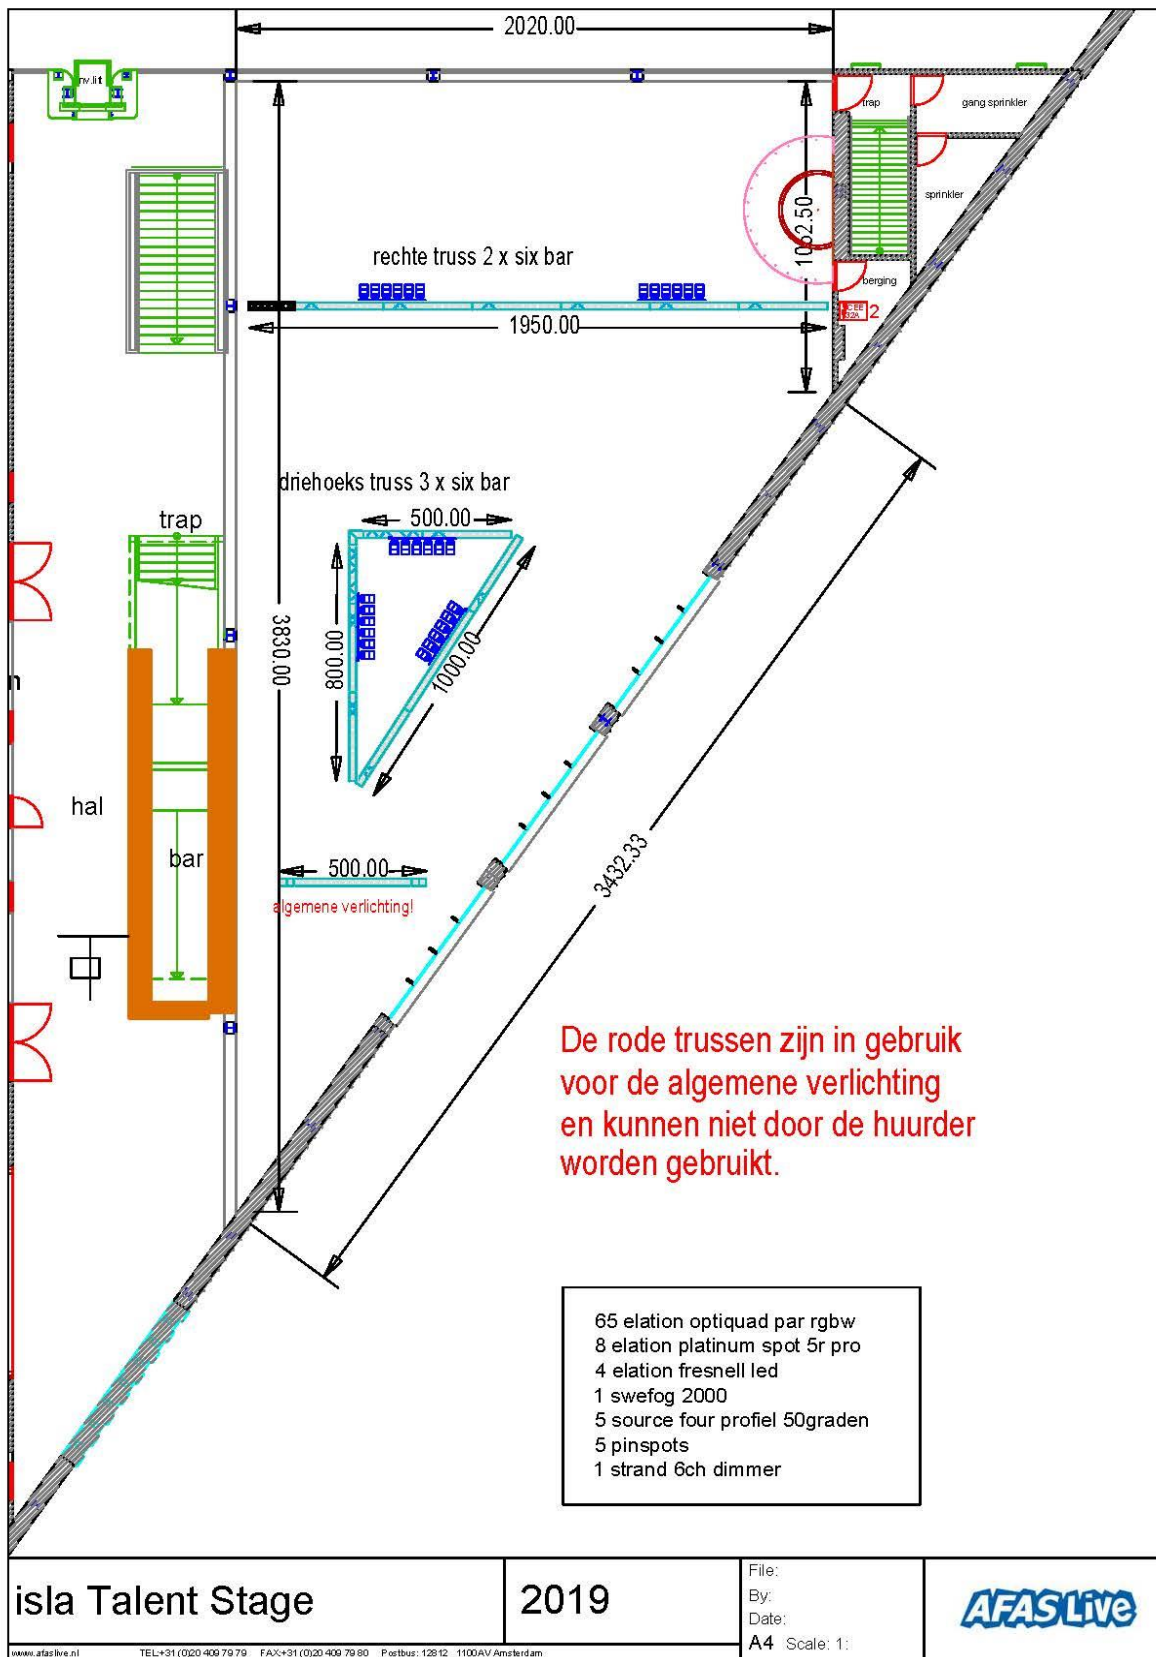 2020.00
inv.lift
trap
gang sprinkler
sprinkler
1052.50
rechte truss 2 x six bar
berging
CEE
32A
2
1950.00
driehoeks truss 3 x six bar
500.00
trap
3830.00
800.00
1000.00
n
hal
bar
500.00
algemene verlichting!
3432.33
De rode trussen zijn in gebruik
voor de algemene verlichting
en kunnen niet door de huurder
worden gebruikt.
65 elation optiquad par rgbw
8 elation platinum spot 5r pro
4 elation fresnell led
1 swefog 2000
5 source four profiel 50graden
5 pinspots
1 strand 6ch dimmer
isla Talent Stage
2019
File:
By:
Date:
A4 Scale: 1:
AFAS Live
www.afaslive.nl TEL:+31 (0)20 409 79 79 FAX:+31 (0)20 409 79 80 Postbus: 12812 1100AV Amsterdam